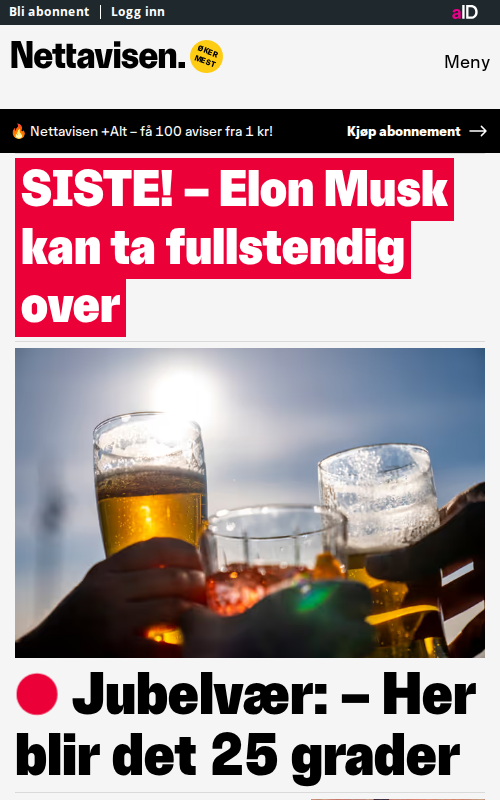 Bli abonnent | Logg inn
aID
Nettavisen.
ØKER
MEST
Meny
🔥 Nettavisen +Alt – få 100 aviser fra 1 kr!
Kjøp abonnement →
SISTE! – Elon Musk
kan ta fullstendig
over
Jubelvær: – Her
blir det 25 grader